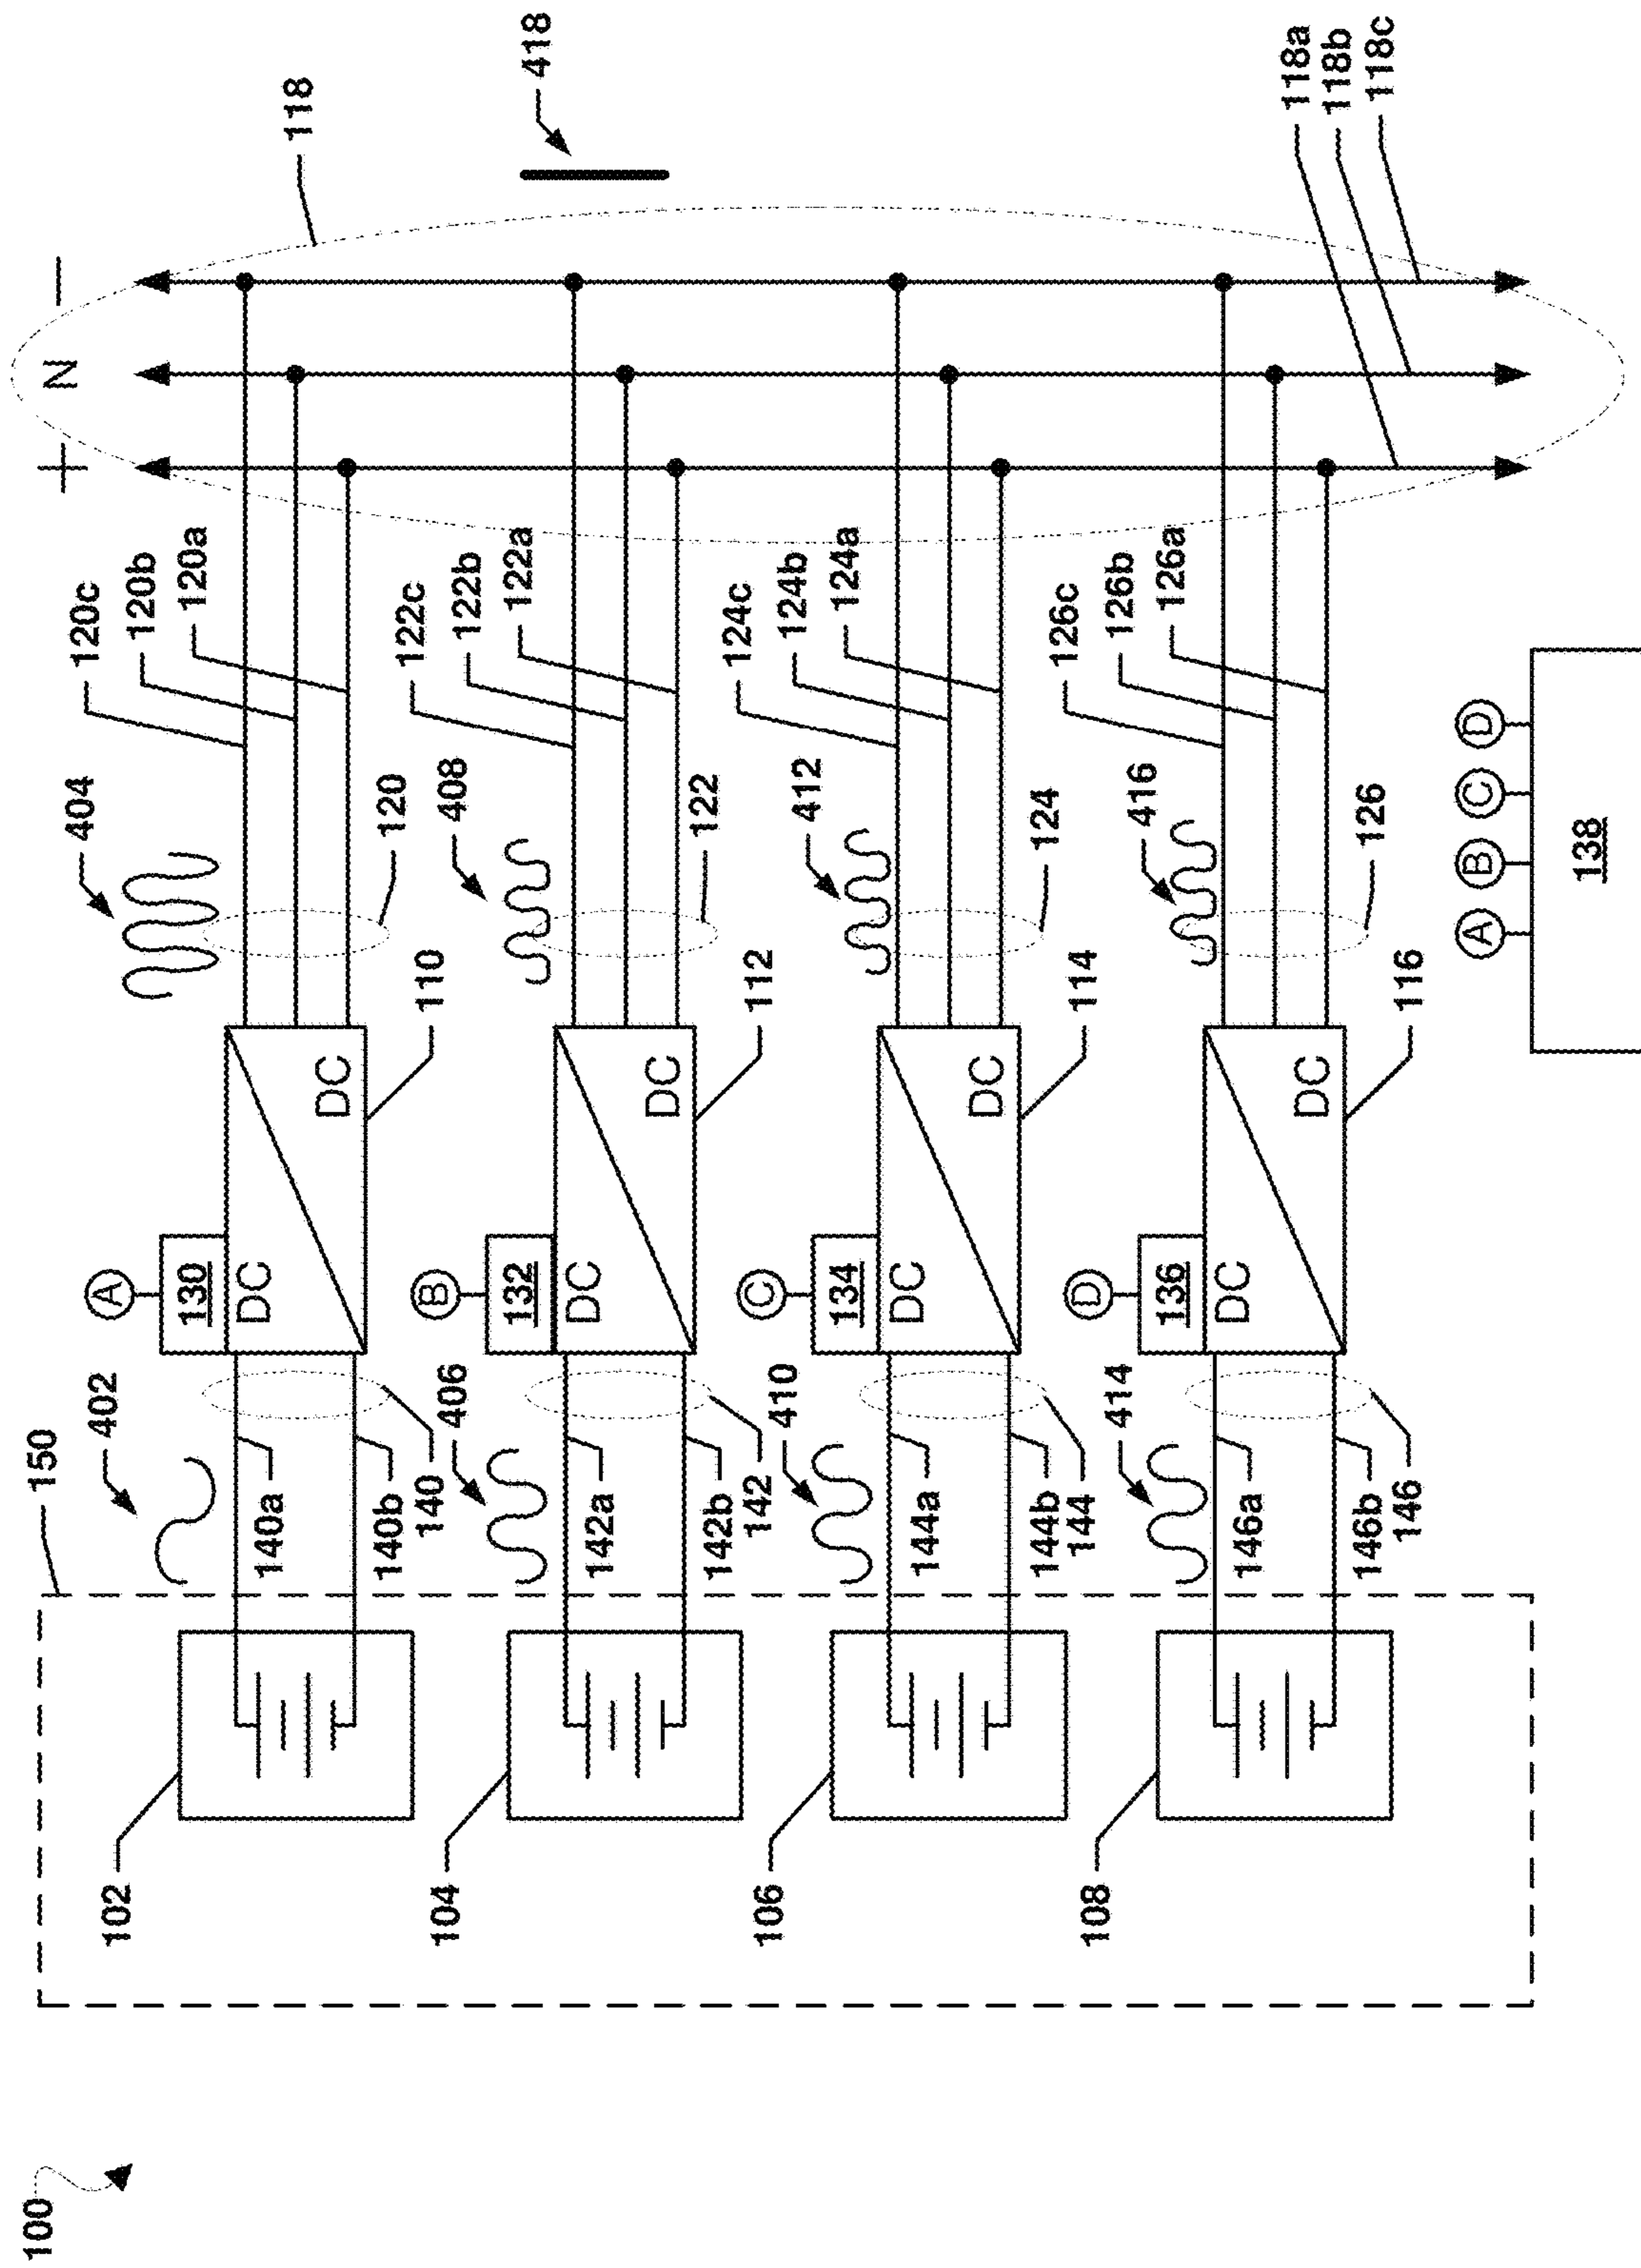 100
150
102
104
106
108
402
140a
140b
140
406
142a
142b
142
410
144a
144b
144
414
146a
146b
146
A
130
DC
DC
110
B
132
DC
DC
112
C
134
DC
DC
114
D
136
DC
DC
116
404
120
408
122
412
124
416
126
120c
120b
120a
122c
122b
122a
124c
124b
124a
126c
126b
126a
A
B
C
D
138
+
N
−
118
418
118a
118b
118c